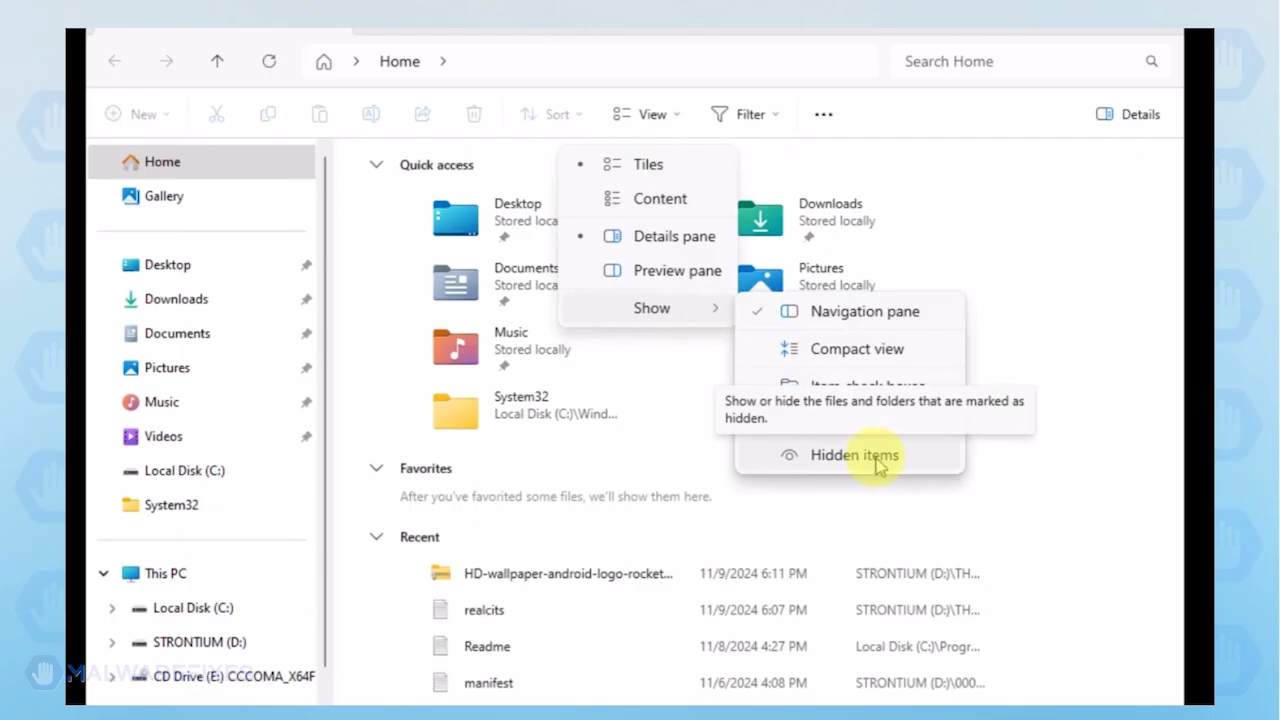 Home
Search Home
New
Sort
View
Filter
Details
Home
Gallery
Desktop
Downloads
Documents
Pictures
Music
Videos
Local Disk (C:)
System32
This PC
Local Disk (C:)
STRONTIUM (D:)
CD Drive (E:) CCCOMA_X64F
MALWAREFIXES
Quick access
Desktop
Stored loca
Documents
Stored loca
Music
Stored locally
System32
Local Disk (C:)\Wind...
Downloads
Stored locally
Pictures
Stored locally
Tiles
Content
Details pane
Preview pane
Show
Navigation pane
Compact view
Item check boxes
Show or hide the files and folders that are marked as
hidden.
Hidden items
Favorites
After you've favorited some files, we'll show them here.
Recent
HD-wallpaper-android-logo-rocket... 11/9/2024 6:11 PM STRONTIUM (D:)\TH...
realcits 11/9/2024 6:07 PM STRONTIUM (D:)\TH...
Readme 11/8/2024 4:27 PM Local Disk (C:)\Progr...
manifest 11/6/2024 4:08 PM STRONTIUM (D:)\000...